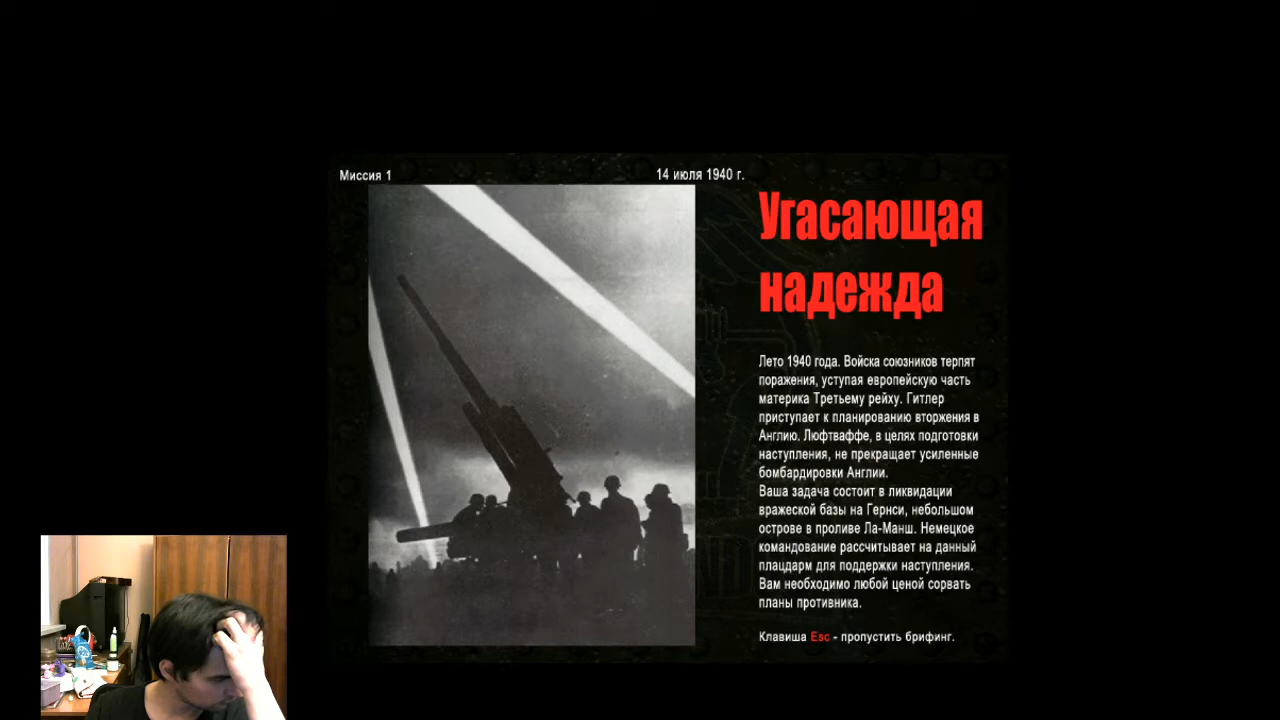 Миссия 1
14 июля 1940 г.
Угасающая
надежда
Лето 1940 года. Войска союзников терпят
поражения, уступая европейскую часть
материка Третьему рейху. Гитлер
приступает к планированию вторжения в
Англию. Люфтваффе, в целях подготовки
наступления, не прекращает усиленные
бомбардировки Англии.
Ваша задача состоит в ликвидации
вражеской базы на Гернси, небольшом
острове в проливе Ла-Манш. Немецкое
командование рассчитывает на данный
плацдарм для поддержки наступления.
Вам необходимо любой ценой сорвать
планы противника.
Клавиша Esc - пропустить брифинг.